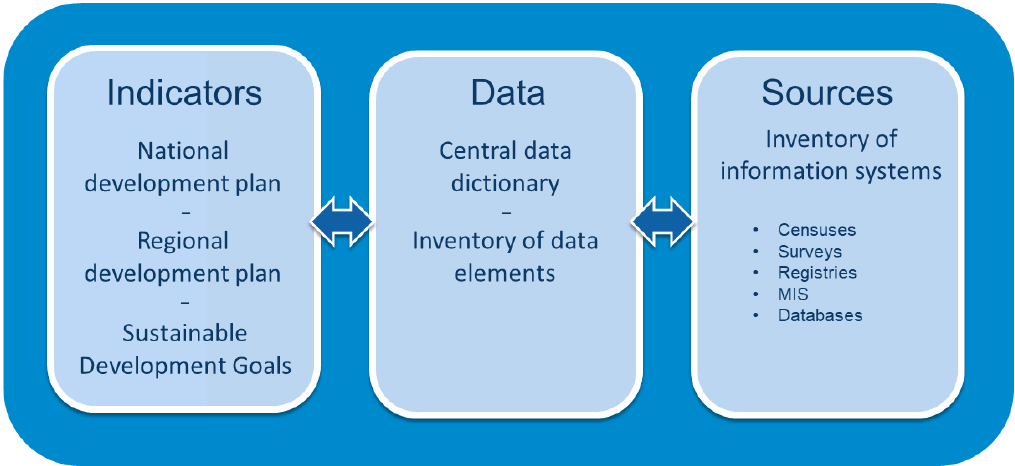 Indicators
National
development plan
–
Regional
development plan
–
Sustainable
Development Goals
Data
Central data
dictionary
–
Inventory of data
elements
Sources
Inventory of
information systems
• Censuses
• Surveys
• Registries
• MIS
• Databases